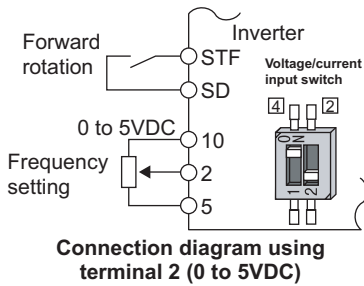 Inverter
Forward
rotation
STF
SD
Voltage/current
input switch
4 2
ON
1 2
0 to 5VDC
10
Frequency
setting
2
5
Connection diagram using
terminal 2 (0 to 5VDC)